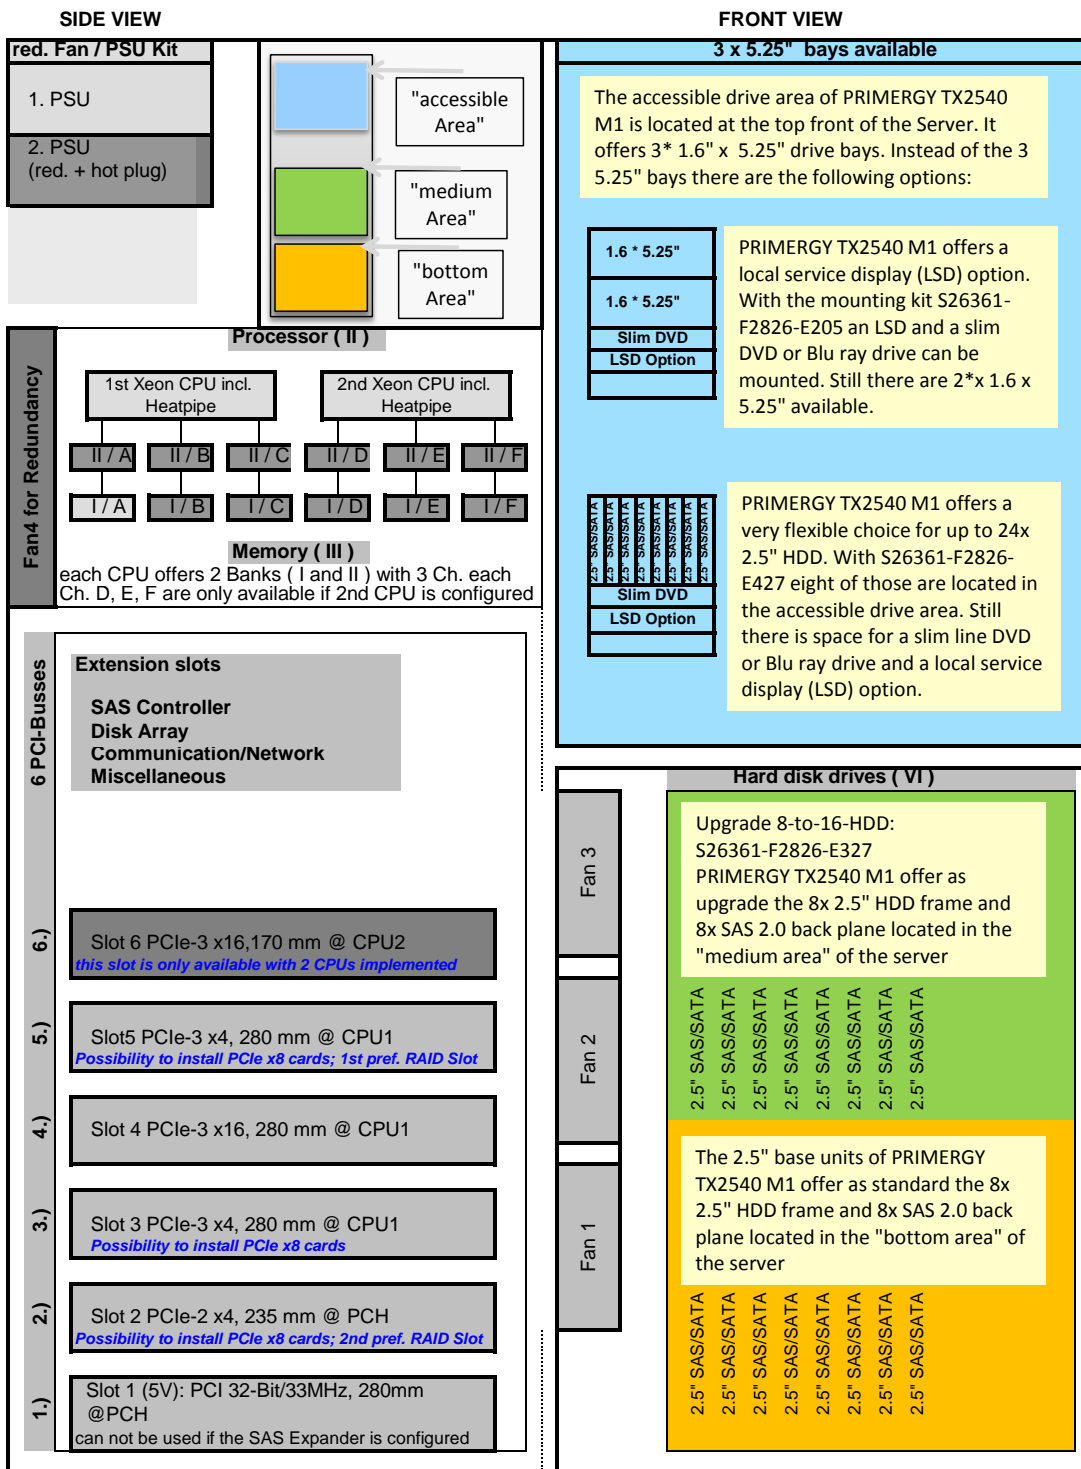 SIDE VIEW
FRONT VIEW
red. Fan / PSU Kit
1. PSU
2. PSU
(red. + hot plug)
"accessible
Area"
"medium
Area"
"bottom
Area"
3 x 5.25"  bays available
The accessible drive area of PRIMERGY TX2540
M1 is located at the top front of the Server. It
offers 3* 1.6" x  5.25" drive bays. Instead of the 3
5.25" bays there are the following options:
1.6 * 5.25"
1.6 * 5.25"
Slim DVD
LSD Option
PRIMERGY TX2540 M1 offers a
local service display (LSD) option.
With the mounting kit S26361-
F2826-E205 an LSD and a slim
DVD or Blu ray drive can be
mounted. Still there are 2*x 1.6 x
5.25" available.
2.5" SAS/SATA
2.5" SAS/SATA
2.5" SAS/SATA
2.5" SAS/SATA
2.5" SAS/SATA
2.5" SAS/SATA
2.5" SAS/SATA
2.5" SAS/SATA
Slim DVD
LSD Option
PRIMERGY TX2540 M1 offers a
very flexible choice for up to 24x
2.5" HDD. With S26361-F2826-
E427 eight of those are located in
the accessible drive area. Still
there is space for a slim line DVD
or Blu ray drive and a local service
display (LSD) option.
Fan4 for Redundancy
Processor ( II )
1st Xeon CPU incl.
Heatpipe
2nd Xeon CPU incl.
Heatpipe
II / A
II / B
II / C
II / D
II / E
II / F
I / A
I / B
I / C
I / D
I / E
I / F
Memory ( III )
each CPU offers 2 Banks ( I and II ) with 3 Ch. each
Ch. D, E, F are only available if 2nd CPU is configured
6 PCI-Busses
Extension slots
SAS Controller
Disk Array
Communication/Network
Miscellaneous
6.)
Slot 6 PCIe-3 x16,170 mm @ CPU2
this slot is only available with 2 CPUs implemented
5.)
Slot5 PCIe-3 x4, 280 mm @ CPU1
Possibility to install PCIe x8 cards; 1st pref. RAID Slot
4.)
Slot 4 PCIe-3 x16, 280 mm @ CPU1
3.)
Slot 3 PCIe-3 x4, 280 mm @ CPU1
Possibility to install PCIe x8 cards
2.)
Slot 2 PCIe-2 x4, 235 mm @ PCH
Possibility to install PCIe x8 cards; 2nd pref. RAID Slot
1.)
Slot 1 (5V): PCI 32-Bit/33MHz, 280mm
@PCH
can not be used if the SAS Expander is configured
Hard disk drives ( VI )
Fan 3
Fan 2
Fan 1
Upgrade 8-to-16-HDD:
S26361-F2826-E327
PRIMERGY TX2540 M1 offer as
upgrade the 8x 2.5" HDD frame and
8x SAS 2.0 back plane located in the
"medium area" of the server
2.5" SAS/SATA
2.5" SAS/SATA
2.5" SAS/SATA
2.5" SAS/SATA
2.5" SAS/SATA
2.5" SAS/SATA
2.5" SAS/SATA
2.5" SAS/SATA
The 2.5" base units of PRIMERGY
TX2540 M1 offer as standard the 8x
2.5" HDD frame and 8x SAS 2.0 back
plane located in the "bottom area" of
the server
2.5" SAS/SATA
2.5" SAS/SATA
2.5" SAS/SATA
2.5" SAS/SATA
2.5" SAS/SATA
2.5" SAS/SATA
2.5" SAS/SATA
2.5" SAS/SATA